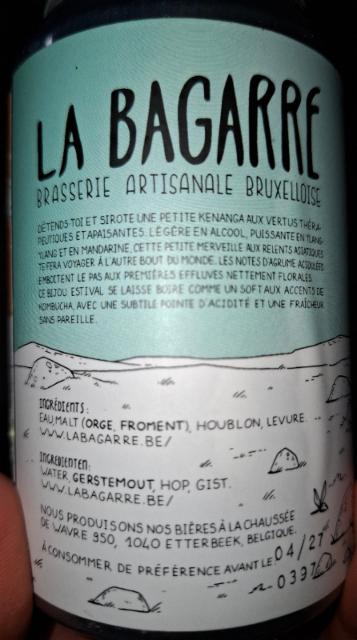 LA BAGARRE
BRASSERIE ARTISANALE BRUXELLOISE
DÉTENDS-TOI ET SIROTE UNE PETITE KENANGA AUX VERTUS THÉRA-
PEUTIQUES ET APAISANTES. LÉGÈRE EN ALCOOL, PUISSANTE EN YLANG-
YLANG ET EN MANDARINE, CETTE PETITE MERVEILLE AUX RELENTS ASIATIQUES
TE FERA VOYAGER À L'AUTRE BOUT DU MONDE. LES NOTES D'AGRUME ACIDULÉES
EMBOÎTENT LE PAS AUX PREMIÈRES EFFLUVES NETTEMENT FLORALES.
CE BIJOU ESTIVAL SE LAISSE BOIRE COMME UN SOFT AUX ACCENTS DE
KOMBUCHA, AVEC UNE SUBTILE POINTE D'ACIDITÉ ET UNE FRAÎCHEUR
SANS PAREILLE.
INGRÉDIENTS:
EAU, MALT (ORGE, FROMENT), HOUBLON, LEVURE.
WWW.LABAGARRE.BE/
INGREDIENTEN:
WATER, GERSTEMOUT, HOP, GIST.
WWW.LABAGARRE.BE/
NOUS PRODUISONS NOS BIÈRES À LA CHAUSSÉE
DE WAVRE 950, 1040 ETTERBEEK, BELGIQUE.
À CONSOMMER DE PRÉFÉRENCE AVANT LE 04/27